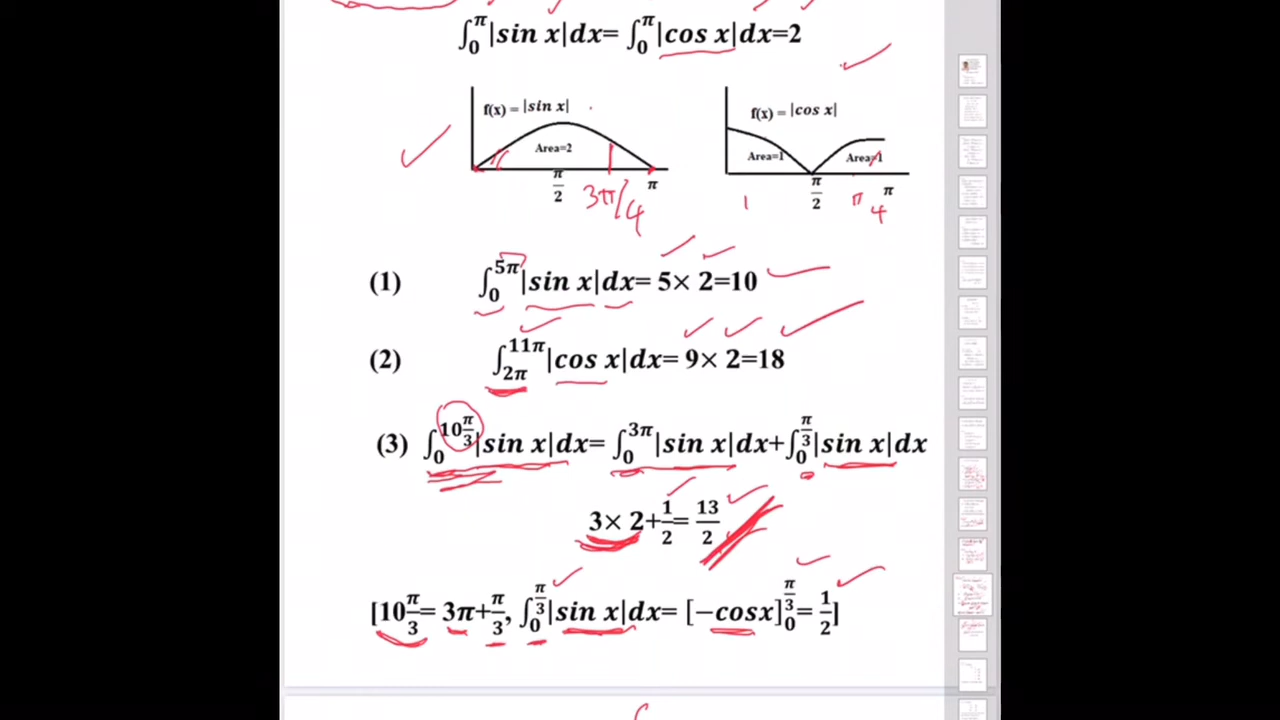 ∫₀^π |sin x|dx= ∫₀^π |cos x|dx=2
f(x) = |sin x|
Area=2
π/2
π
3π/4
f(x) = |cos x|
Area=1
Area=1
π/2
π
π
4
(1) ∫₀^5π |sin x|dx= 5× 2=10
(2) ∫_2π^11π |cos x|dx= 9× 2=18
(3) ∫₀^10π/3 |sin x|dx= ∫₀^3π |sin x|dx+∫₀^π/3 |sin x|dx
3× 2+1/2= 13/2
[10π/3= 3π+π/3, ∫₀^π/3 |sin x|dx= [−cosx]₀^π/3= 1/2]